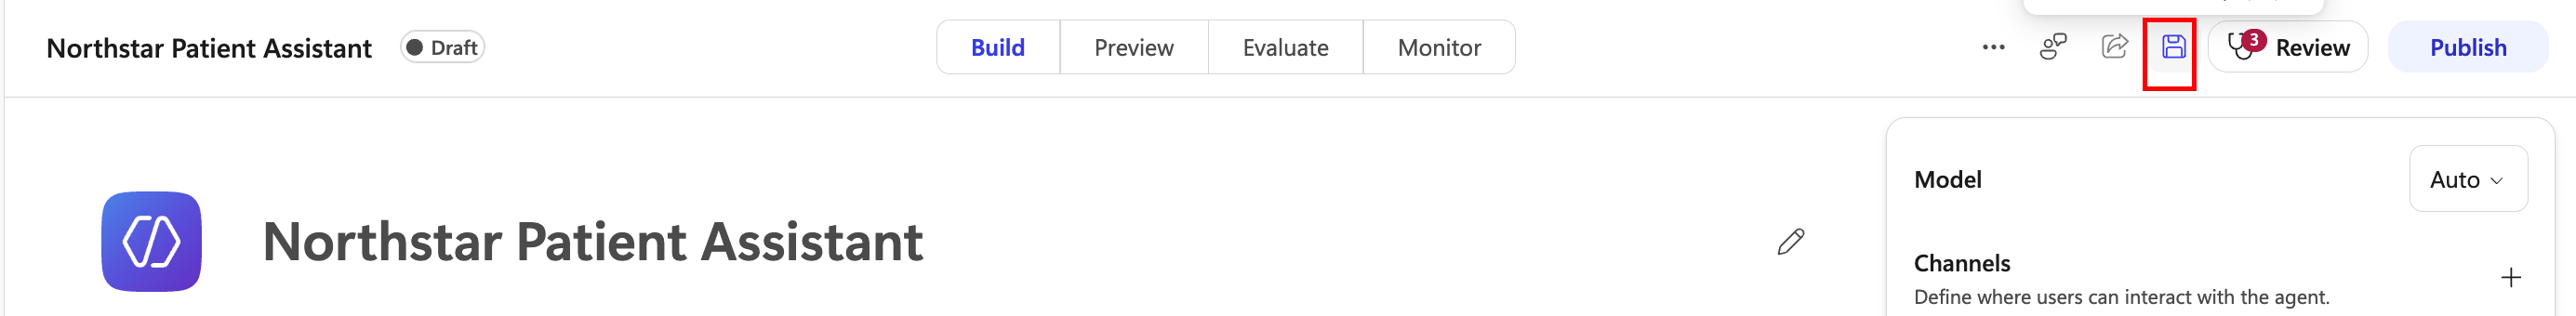 Northstar Patient Assistant
Draft
Build
Preview
Evaluate
Monitor
3
Review
Publish
Northstar Patient Assistant
Model
Auto
Channels
Define where users can interact with the agent.